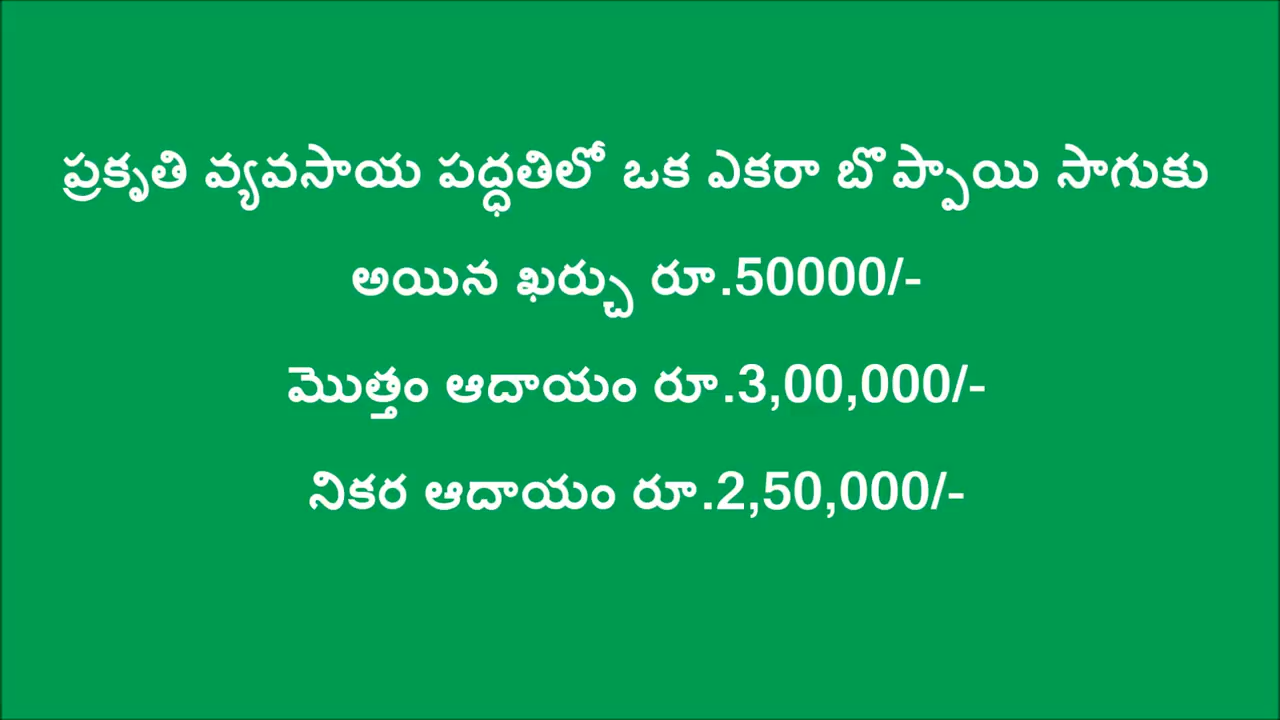 ప్రకృతి వ్యవసాయ పద్ధతిలో ఒక ఎకరా బొప్పాయి సాగుకు
అయిన ఖర్చు రూ.50000/-
మొత్తం ఆదాయం రూ.3,00,000/-
నికర ఆదాయం రూ.2,50,000/-